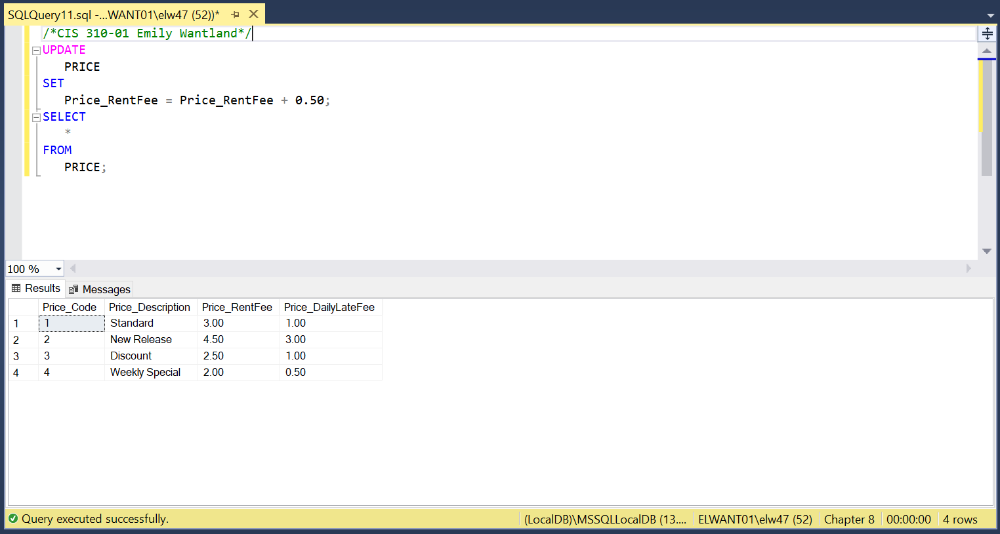 SQLQuery11.sql -...WANT01\elw47 (52))*
/*CIS 310-01 Emily Wantland*/
UPDATE
PRICE
SET
Price_RentFee = Price_RentFee + 0.50;
SELECT
*
FROM
PRICE;
100 %
Results Messages
Price_Code Price_Description Price_RentFee Price_DailyLateFee
1 1 Standard 3.00 1.00
2 2 New Release 4.50 3.00
3 3 Discount 2.50 1.00
4 4 Weekly Special 2.00 0.50
Query executed successfully. (LocalDB)\MSSQLLocalDB (13.... ELWANT01\elw47 (52) Chapter 8 00:00:00 4 rows